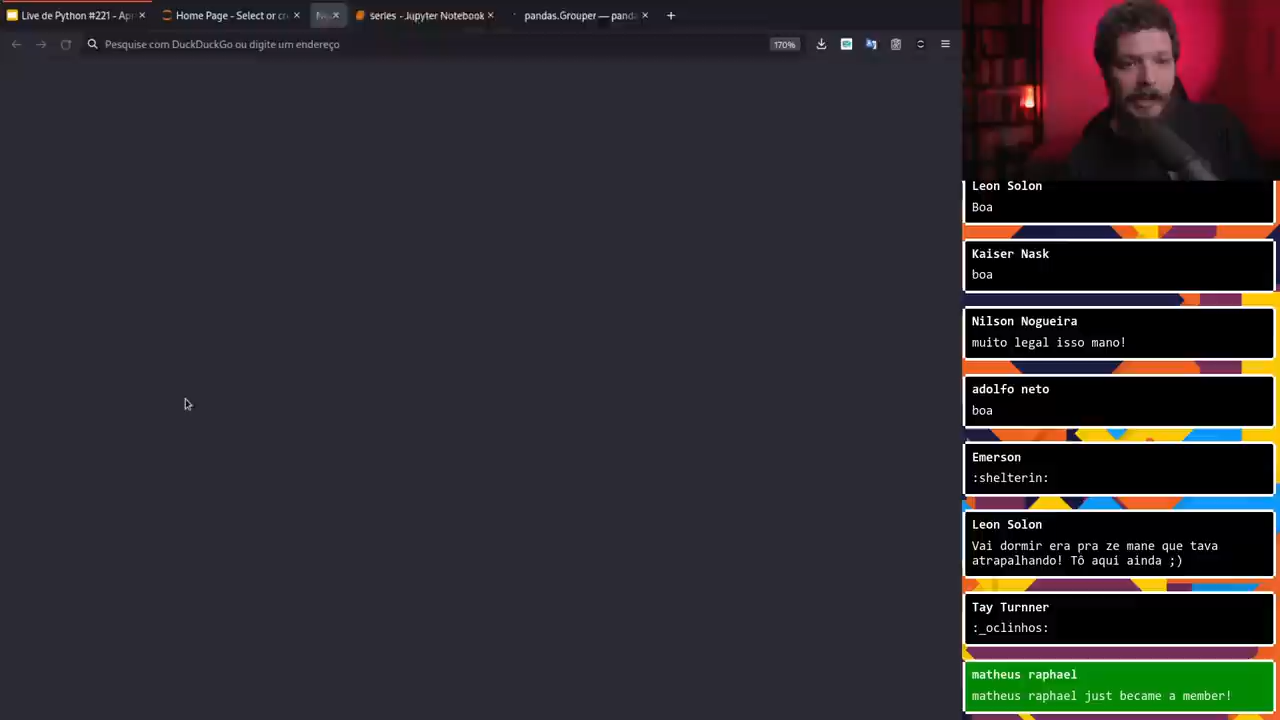 Live de Python #221 - Apr
Home Page - Select or cr
series - Jupyter Notebook
pandas.Grouper — panda
Pesquise com DuckDuckGo ou digite um endereço
170%
Leon Solon
Boa
Kaiser Nask
boa
Nilson Nogueira
muito legal isso mano!
adolfo neto
boa
Emerson
:shelterin:
Leon Solon
Vai dormir era pra ze mane que tava
atrapalhando! Tô aqui ainda ;)
Tay Turnner
:_oclinhos:
matheus raphael
matheus raphael just became a member!